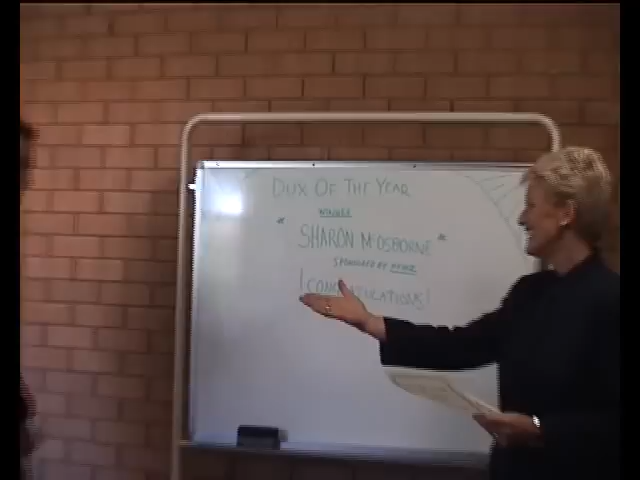 DUX OF THE YEAR
WINNER
" SHARON M'OSBORNE "
SPONSORED BY
! CONGRATULATIONS !